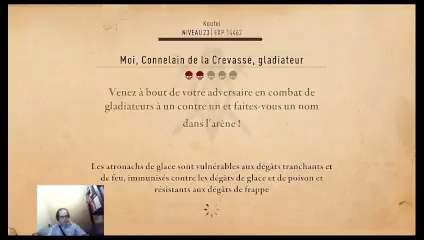 Koutei
NIVEAU 23 | EXP 14462
Moi, Connelain de la Crevasse, gladiateur
Venez à bout de votre adversaire en combat de
gladiateurs à un contre un et faites-vous un nom
dans l'arène !
Les atronachs de glace sont vulnérables aux dégâts tranchants et
de feu, immunisés contre les dégâts de glace et de poison et
résistants aux dégâts de frappe